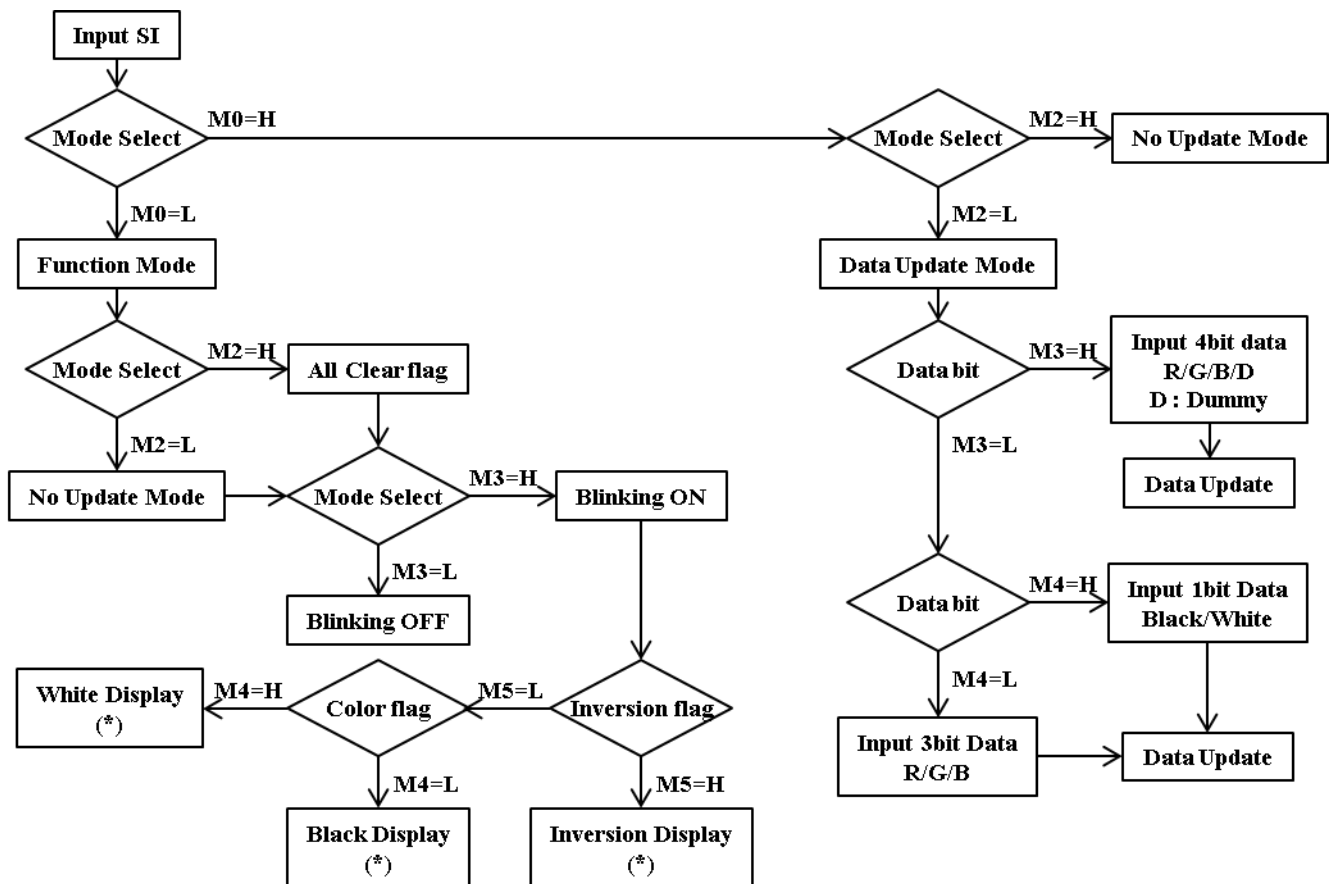 Input SI
Mode Select
M0=H
Mode Select
M2=H
No Update Mode
M0=L
M2=L
Function Mode
Data Update Mode
Mode Select
M2=H
All Clear flag
Data bit
M3=H
Input 4bit data
R/G/B/D
D : Dummy
M2=L
M3=L
No Update Mode
Mode Select
M3=H
Blinking ON
Data Update
M3=L
Blinking OFF
Data bit
M4=H
Input 1bit Data
Black/White
White Display
(*)
M4=H
Color flag
M5=L
Inversion flag
M4=L
Input 3bit Data
R/G/B
Data Update
M4=L
M5=H
Black Display
(*)
Inversion Display
(*)